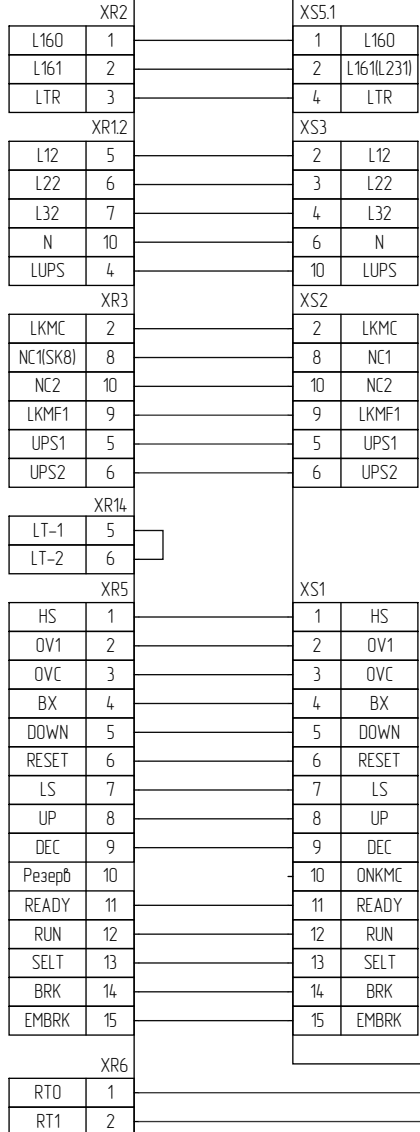 XR2 XS5.1
L160 1 1 L160
L161 2 2 L161(L231)
LTR 3 4 LTR
XR1.2 XS3
L12 5 2 L12
L22 6 3 L22
L32 7 4 L32
N 10 6 N
LUPS 4 10 LUPS
XR3 XS2
LKMC 2 2 LKMC
NC1(SK8) 8 8 NC1
NC2 10 10 NC2
LKMF1 9 9 LKMF1
UPS1 5 5 UPS1
UPS2 6 6 UPS2
XR14
LT-1 5
LT-2 6
XR5 XS1
HS 1 1 HS
0V1 2 2 0V1
0VC 3 3 0VC
BX 4 4 BX
DOWN 5 5 DOWN
RESET 6 6 RESET
LS 7 7 LS
UP 8 8 UP
DEC 9 9 DEC
Резерв 10 10 ONKMC
READY 11 11 READY
RUN 12 12 RUN
SELT 13 13 SELT
BRK 14 14 BRK
EMBRK 15 15 EMBRK
XR6
RT0 1
RT1 2